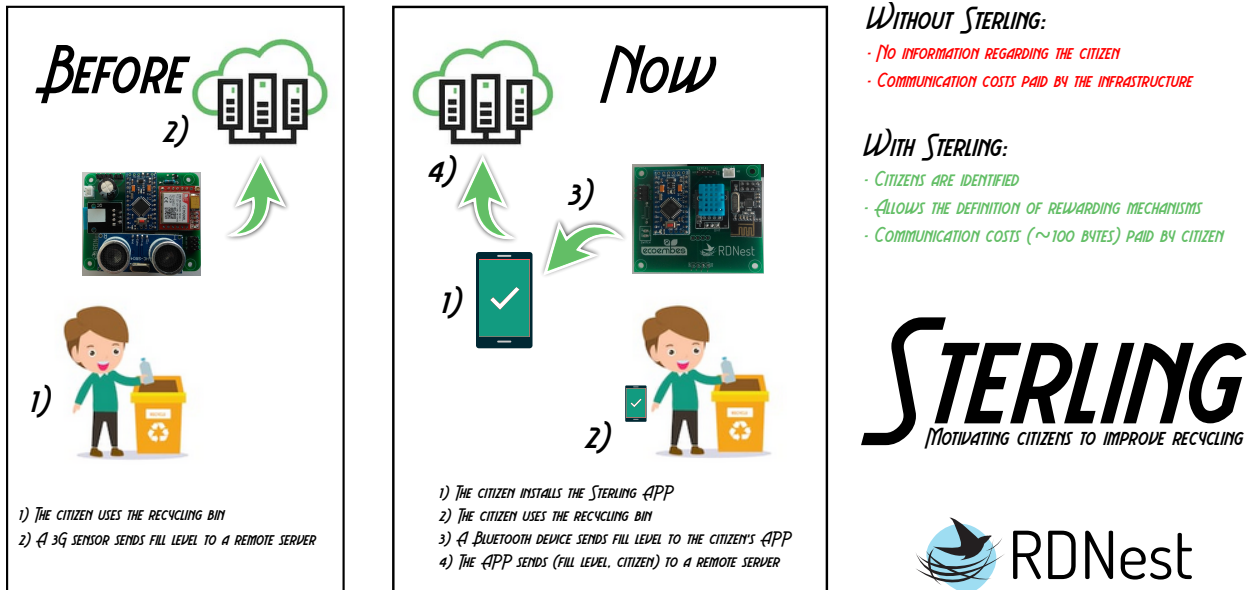 Before
2)
1)
1) The citizen uses the recycling bin
2) A 3G sensor sends fill level to a remote server
Now
4)
3)
ecoembes RDNest
1)
RECYCLE
2)
1) The citizen installs the Sterling APP
2) The citizen uses the recycling bin
3) A Bluetooth device sends fill level to the citizen's APP
4) The APP sends (fill level, citizen) to a remote server
Without Sterling:
- No information regarding the citizen
- Communication costs paid by the infrastructure
With Sterling:
- Citizens are identified
- Allows the definition of rewarding mechanisms
- Communication costs (~100 bytes) paid by citizen
Sterling
Motivating citizens to improve recycling
RDNest